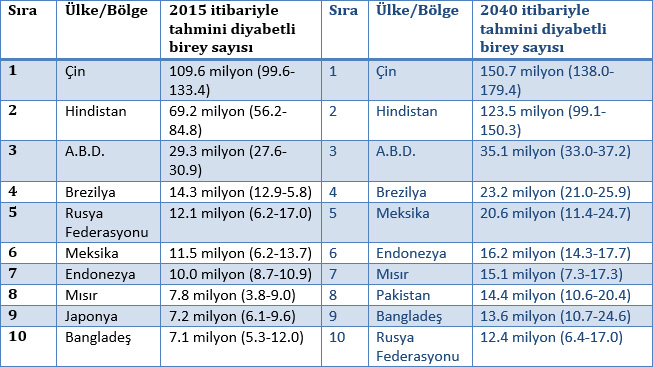 Sıra Ülke/Bölge 2015 itibariyle Sıra Ülke/Bölge 2040 itibariyle
tahmini diyabetli tahmini diyabetli
birey sayısı birey sayısı
1 Çin 109.6 milyon (99.6- 1 Çin 150.7 milyon (138.0-
133.4) 179.4)
2 Hindistan 69.2 milyon (56.2- 2 Hindistan 123.5 milyon (99.1-
84.8) 150.3)
3 A.B.D. 29.3 milyon (27.6- 3 A.B.D. 35.1 milyon (33.0-37.2)
30.9)
4 Brezilya 14.3 milyon (12.9-5.8) 4 Brezilya 23.2 milyon (21.0-25.9)
5 Rusya 12.1 milyon (6.2-17.0) 5 Meksika 20.6 milyon (11.4-24.7)
Federasyonu
6 Meksika 11.5 milyon (6.2-13.7) 6 Endonezya 16.2 milyon (14.3-17.7)
7 Endonezya 10.0 milyon (8.7-10.9) 7 Mısır 15.1 milyon (7.3-17.3)
8 Mısır 7.8 milyon (3.8-9.0) 8 Pakistan 14.4 milyon (10.6-20.4)
9 Japonya 7.2 milyon (6.1-9.6) 9 Bangladeş 13.6 milyon (10.7-24.6)
10 Bangladeş 7.1 milyon (5.3-12.0) 10 Rusya 12.4 milyon (6.4-17.0)
Federasyonu